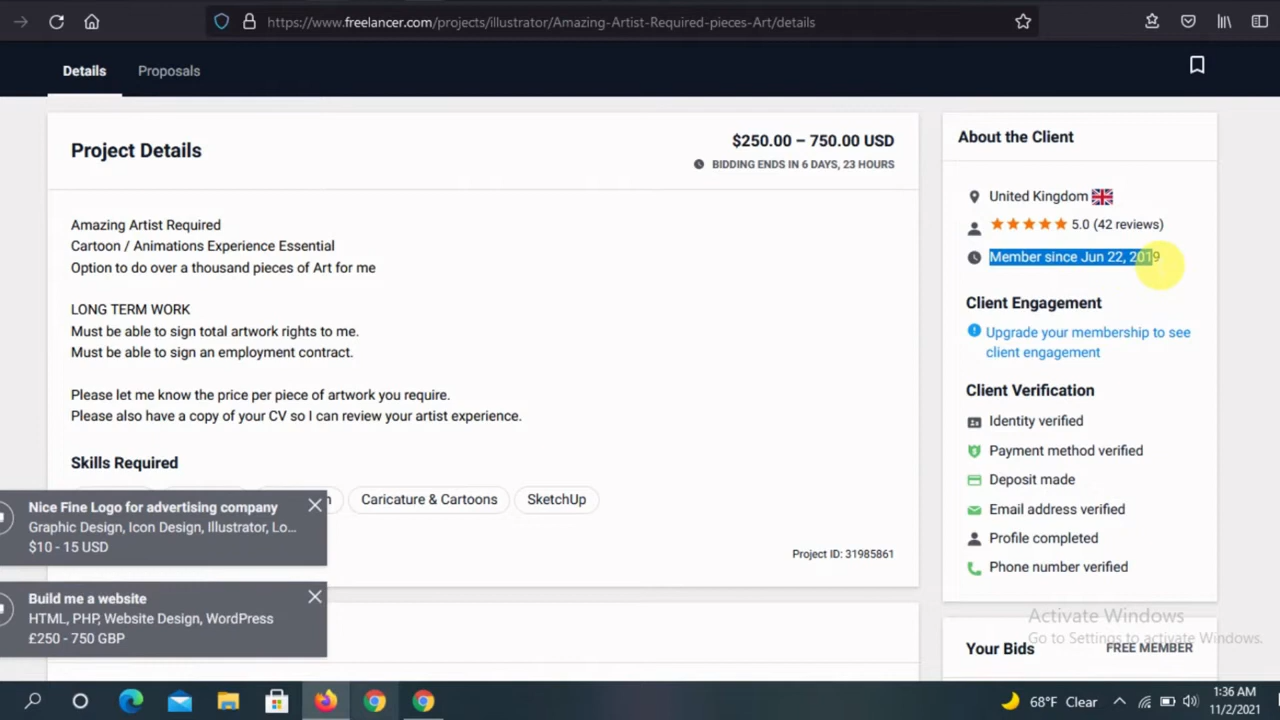 https://www.freelancer.com/projects/illustrator/Amazing-Artist-Required-pieces-Art/details
Details
Proposals
Project Details
$250.00 – 750.00 USD
BIDDING ENDS IN 6 DAYS, 23 HOURS
Amazing Artist Required
Cartoon / Animations Experience Essential
Option to do over a thousand pieces of Art for me
LONG TERM WORK
Must be able to sign total artwork rights to me.
Must be able to sign an employment contract.
Please let me know the price per piece of artwork you require.
Please also have a copy of your CV so I can review your artist experience.
Skills Required
Caricature & Cartoons
SketchUp
Project ID: 31985861
Nice Fine Logo for advertising company
Graphic Design, Icon Design, Illustrator, Lo...
$10 - 15 USD
Build me a website
HTML, PHP, Website Design, WordPress
£250 - 750 GBP
About the Client
United Kingdom
5.0 (42 reviews)
Member since Jun 22, 2019
Client Engagement
Upgrade your membership to see
client engagement
Client Verification
Identity verified
Payment method verified
Deposit made
Email address verified
Profile completed
Phone number verified
Activate Windows
Go to Settings to activate Windows.
Your Bids
FREE MEMBER
68°F Clear
1:36 AM
11/2/2021